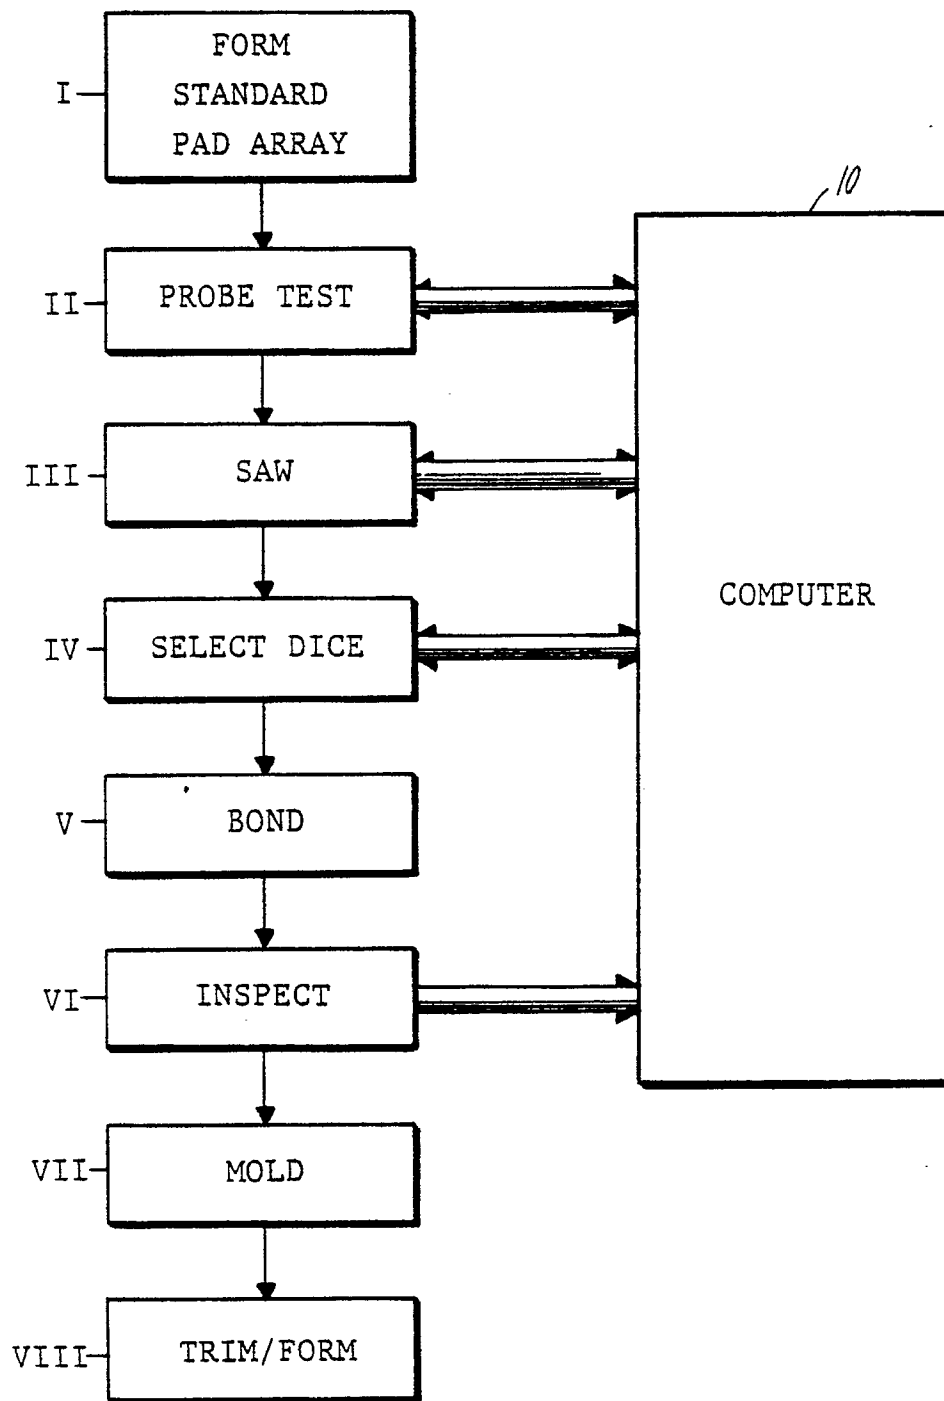 I
FORM
STANDARD
PAD ARRAY
10
II
PROBE TEST
III
SAW
COMPUTER
IV
SELECT DICE
V
BOND
VI
INSPECT
VII
MOLD
VIII
TRIM/FORM